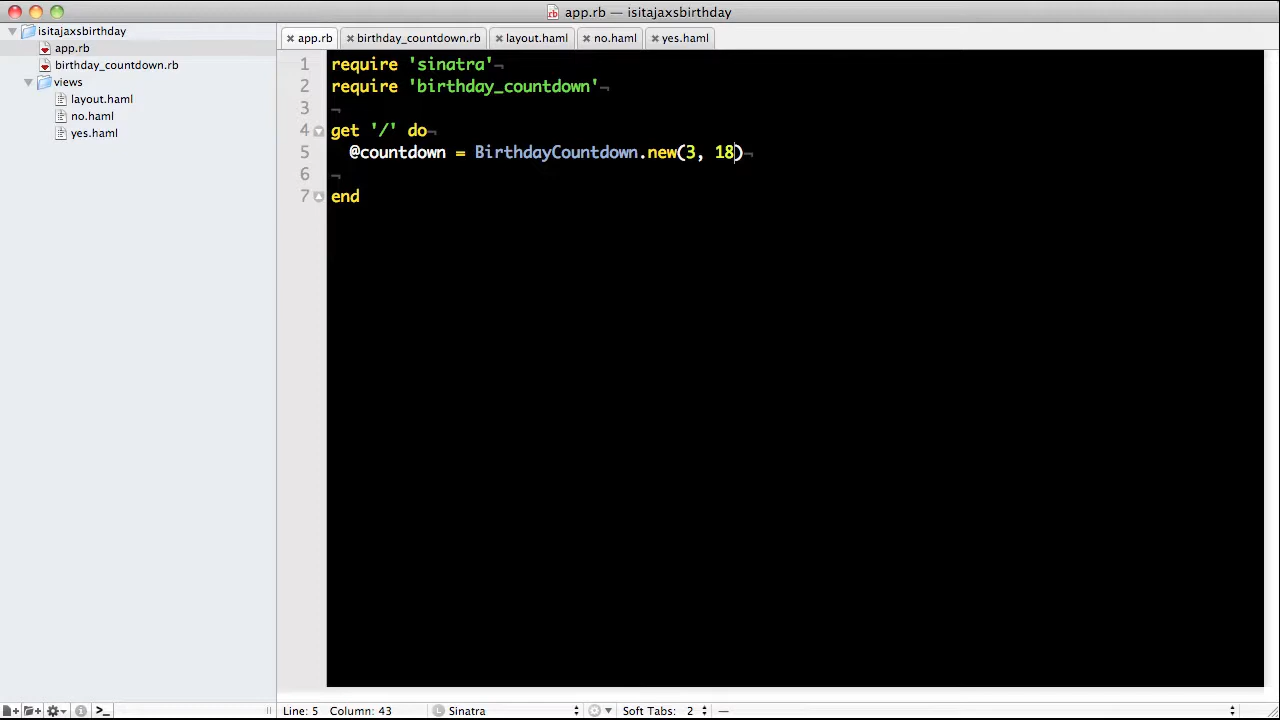 app.rb — isitajaxsbirthday
isitajaxsbirthday
app.rb
birthday_countdown.rb
views
layout.haml
no.haml
yes.haml
app.rb birthday_countdown.rb layout.haml no.haml yes.haml
1 require 'sinatra'¬
2 require 'birthday_countdown'¬
3 ¬
4 get '/' do¬
5 @countdown = BirthdayCountdown.new(3, 18)¬
6 ¬
7 end
Line: 5 Column: 43 L Sinatra Soft Tabs: 2 —